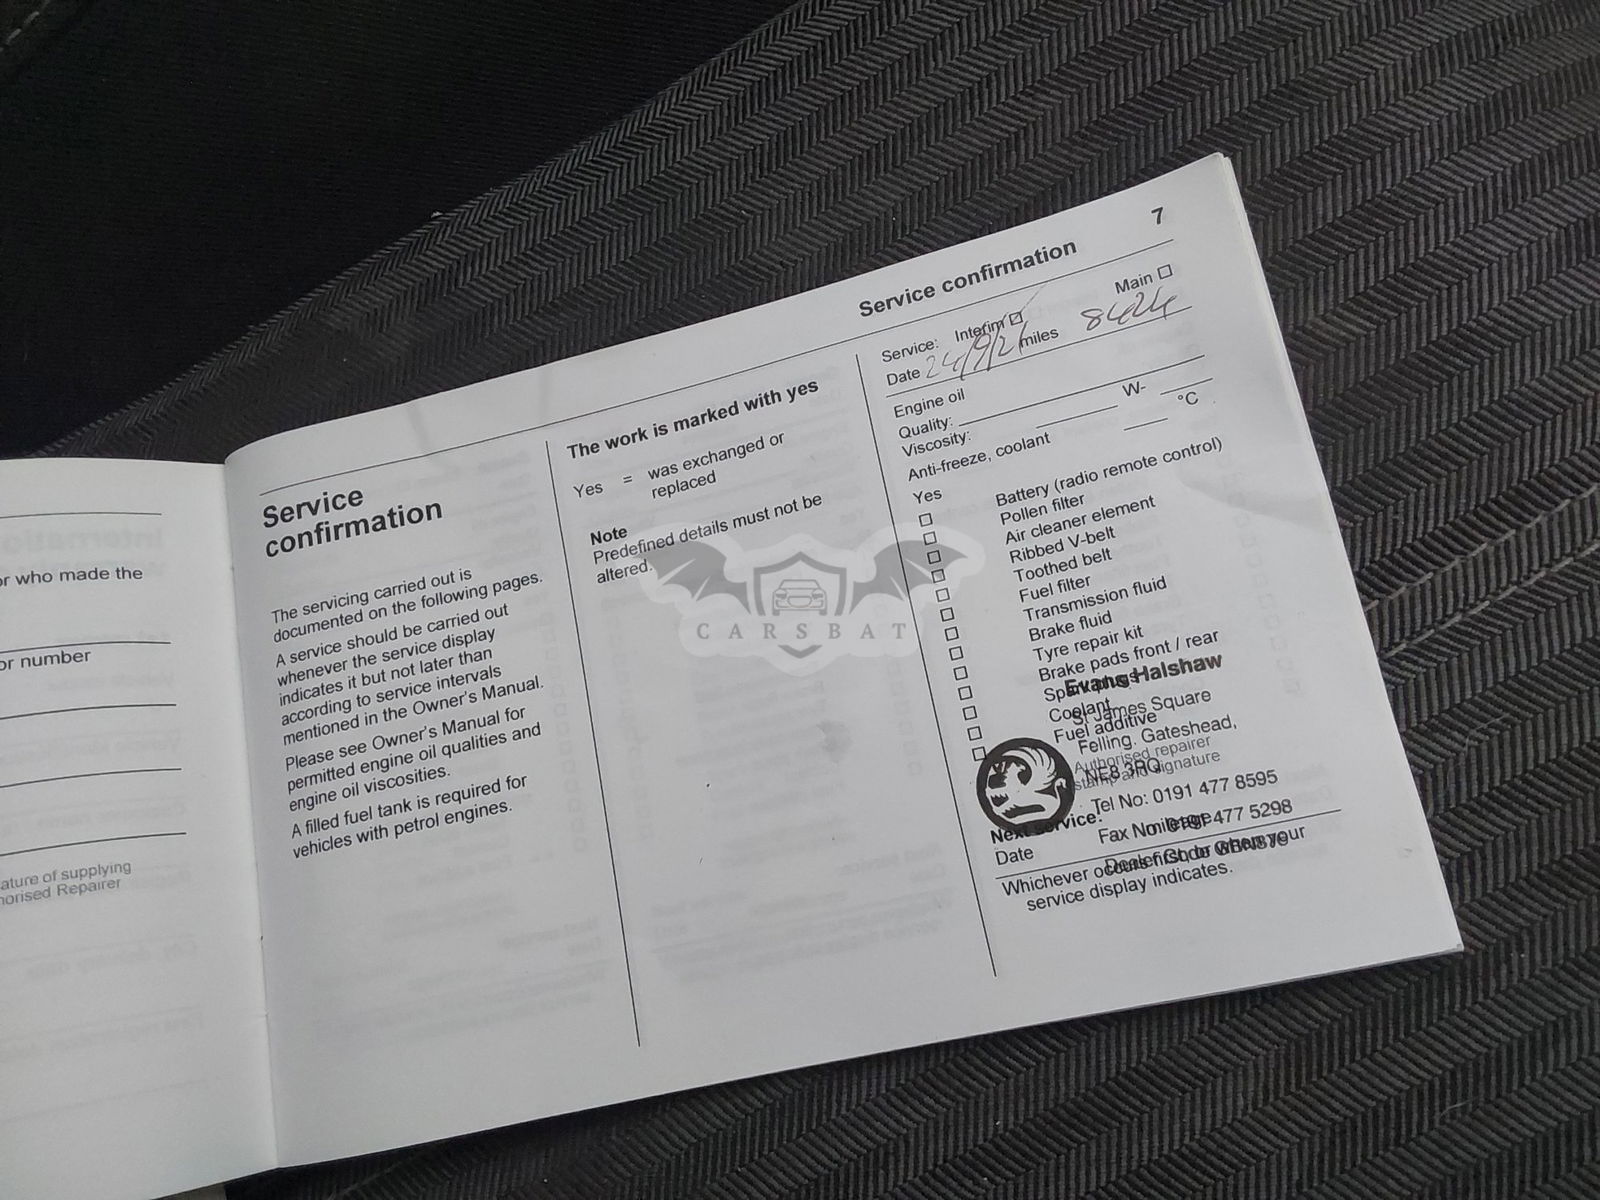 or who made the
or number
ature of supplying
horised Repairer
7
Service confirmation
Service
confirmation
The servicing carried out is
documented on the following pages.
A service should be carried out
whenever the service display
indicates it but not later than
according to service intervals
mentioned in the Owner's Manual.
Please see Owner's Manual for
permitted engine oil qualities and
engine oil viscosities.
A filled fuel tank is required for
vehicles with petrol engines.
The work is marked with yes
Yes = was exchanged or
replaced
Note
Predefined details must not be
altered.
CARSBAT
Service: Interim Main
Date 24/9/21 miles 8424
Engine oil
Quality:
Viscosity: W-
Anti-freeze, coolant °C
Yes
Battery (radio remote control)
Pollen filter
Air cleaner element
Ribbed V-belt
Toothed belt
Fuel filter
Transmission fluid
Brake fluid
Tyre repair kit
Brake pads front / rear
Evans Halshaw
Coolant
St James Square
Fuel additive
Felling, Gateshead,
Authorised repairer
NE8 3RQ
stamp and signature
Tel No: 0191 477 8595
Next service:
Fax No 0191 477 5298
Date mileage
Whichever occurs first or when your
service display indicates.